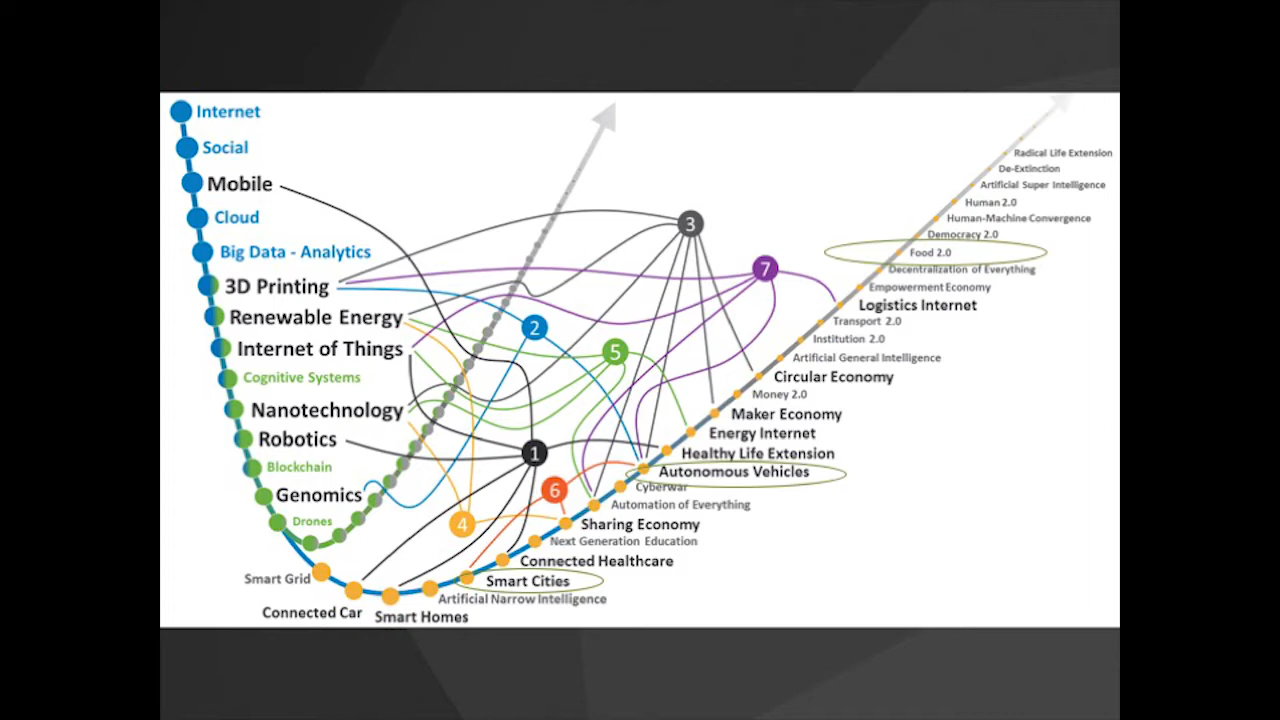 Internet
Social
Mobile
Cloud
Big Data - Analytics
3D Printing
Renewable Energy
Internet of Things
Cognitive Systems
Nanotechnology
Robotics
Blockchain
Genomics
Drones
Smart Grid
Connected Car
Smart Homes
Artificial Narrow Intelligence
Smart Cities
Connected Healthcare
Next Generation Education
Sharing Economy
Automation of Everything
Cyberwar
Autonomous Vehicles
Healthy Life Extension
Energy Internet
Maker Economy
Money 2.0
Circular Economy
Artificial General Intelligence
Institution 2.0
Transport 2.0
Logistics Internet
Empowerment Economy
Decentralization of Everything
Food 2.0
Democracy 2.0
Human-Machine Convergence
Human 2.0
Artificial Super Intelligence
De-Extinction
Radical Life Extension
1
2
3
4
5
6
7